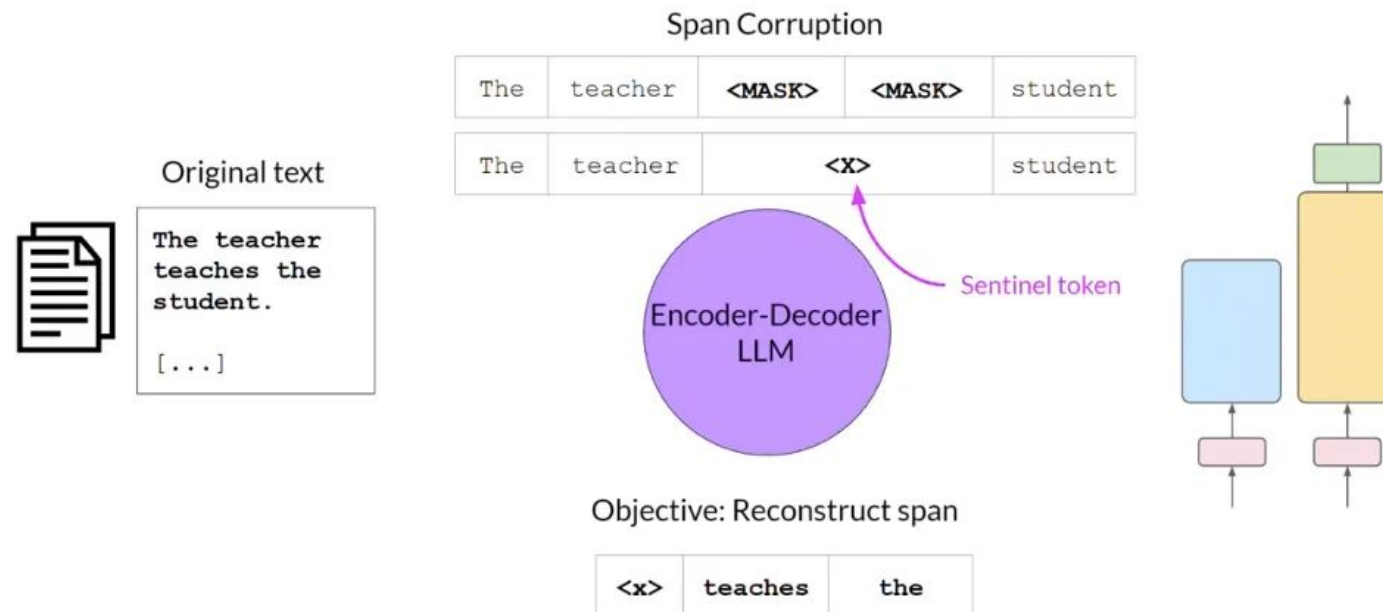 Span Corruption
The teacher <MASK> <MASK> student
The teacher <X> student
Original text
The teacher
teaches the
student.
[...]
Sentinel token
Encoder-Decoder
LLM
Objective: Reconstruct span
<x> teaches the